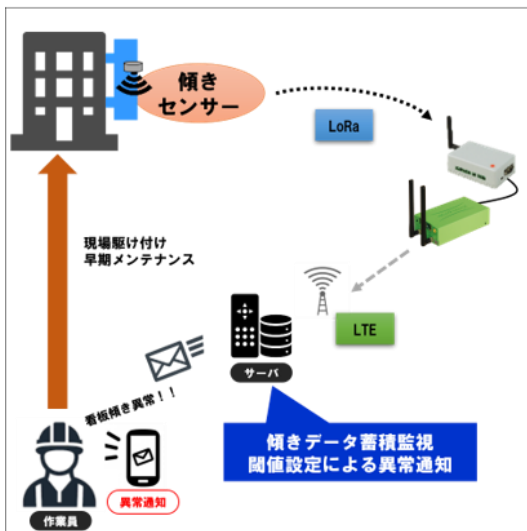 傾き
センサー
LoRa
現場駆け付け
早期メンテナンス
LTE
サーバ
看板傾き異常！！
傾きデータ蓄積監視
閾値設定による異常通知
異常通知
作業員